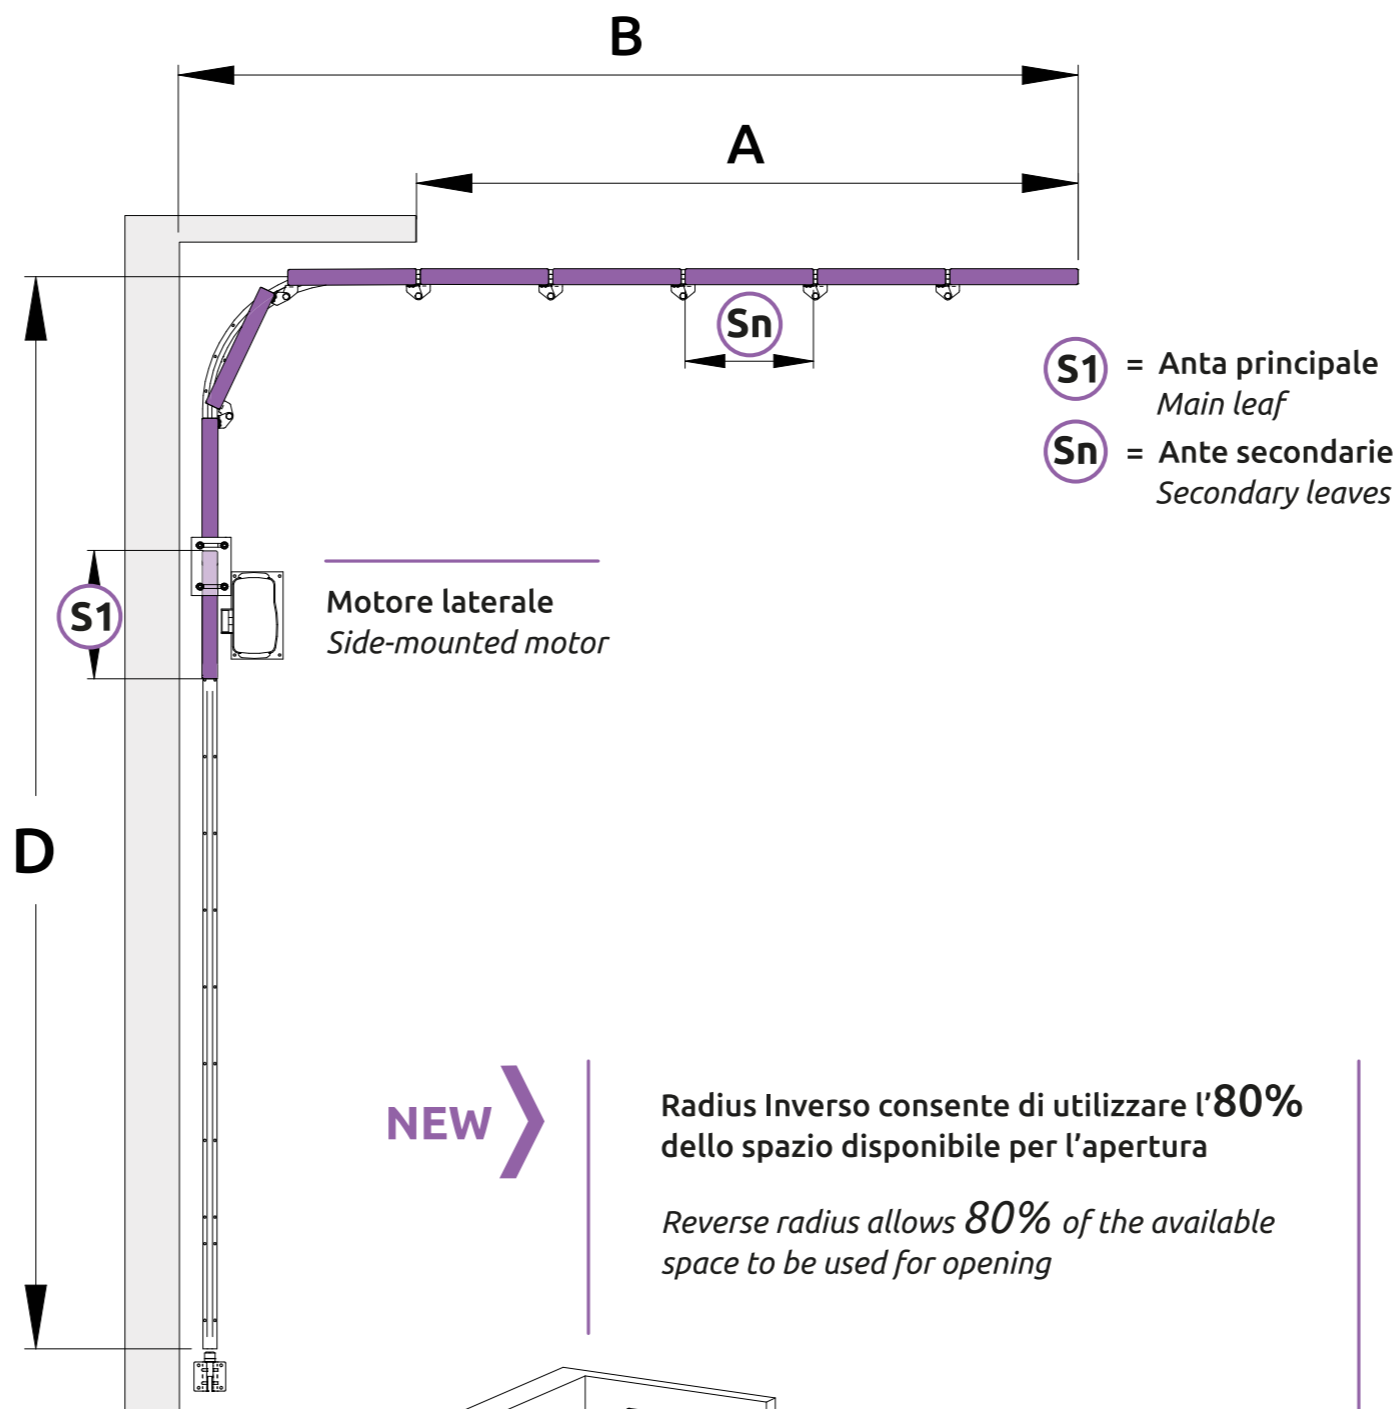 B
A
Sn
S1 = Anta principale
Main leaf
Sn = Ante secondarie
Secondary leaves
S1
Motore laterale
Side-mounted motor
D
NEW
Radius Inverso consente di utilizzare l’80%
dello spazio disponibile per l’apertura
Reverse radius allows 80% of the available
space to be used for opening